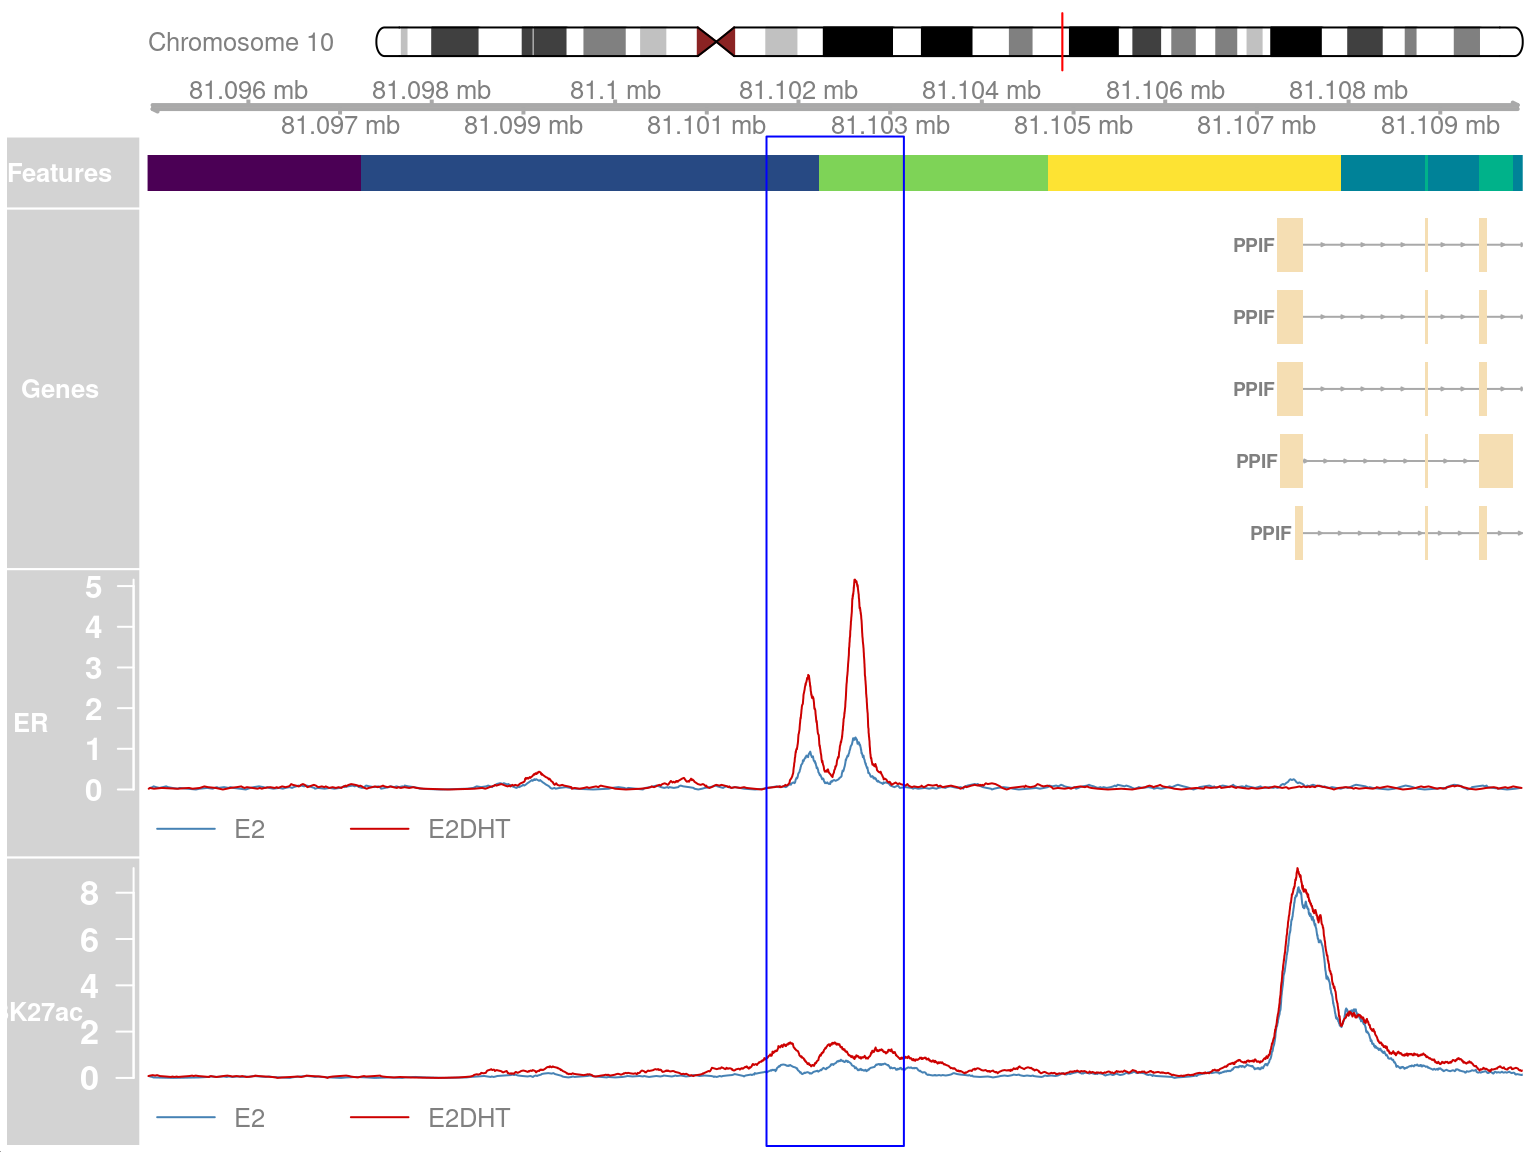 Chromosome 10
81.096 mb 81.098 mb 81.1 mb 81.102 mb 81.104 mb 81.106 mb 81.108 mb
81.097 mb 81.099 mb 81.101 mb 81.103 mb 81.105 mb 81.107 mb 81.109 mb
Features
Genes
PPIF
PPIF
PPIF
PPIF
PPIF
ER
5
4
3
2
1
0
E2 E2DHT
K27ac
8
6
4
2
0
E2 E2DHT